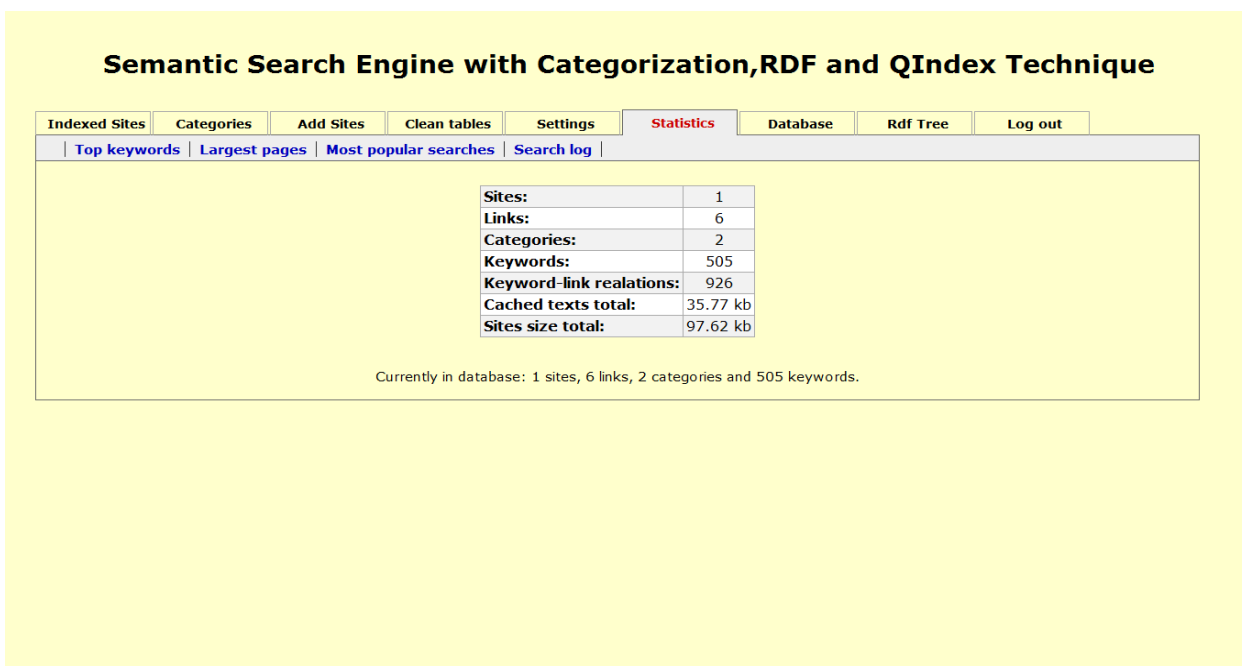 Semantic Search Engine with Categorization,RDF and QIndex Technique
Indexed Sites Categories Add Sites Clean tables Settings Statistics Database Rdf Tree Log out
| Top keywords | Largest pages | Most popular searches | Search log |
Sites: 1
Links: 6
Categories: 2
Keywords: 505
Keyword-link realations: 926
Cached texts total: 35.77 kb
Sites size total: 97.62 kb
Currently in database: 1 sites, 6 links, 2 categories and 505 keywords.